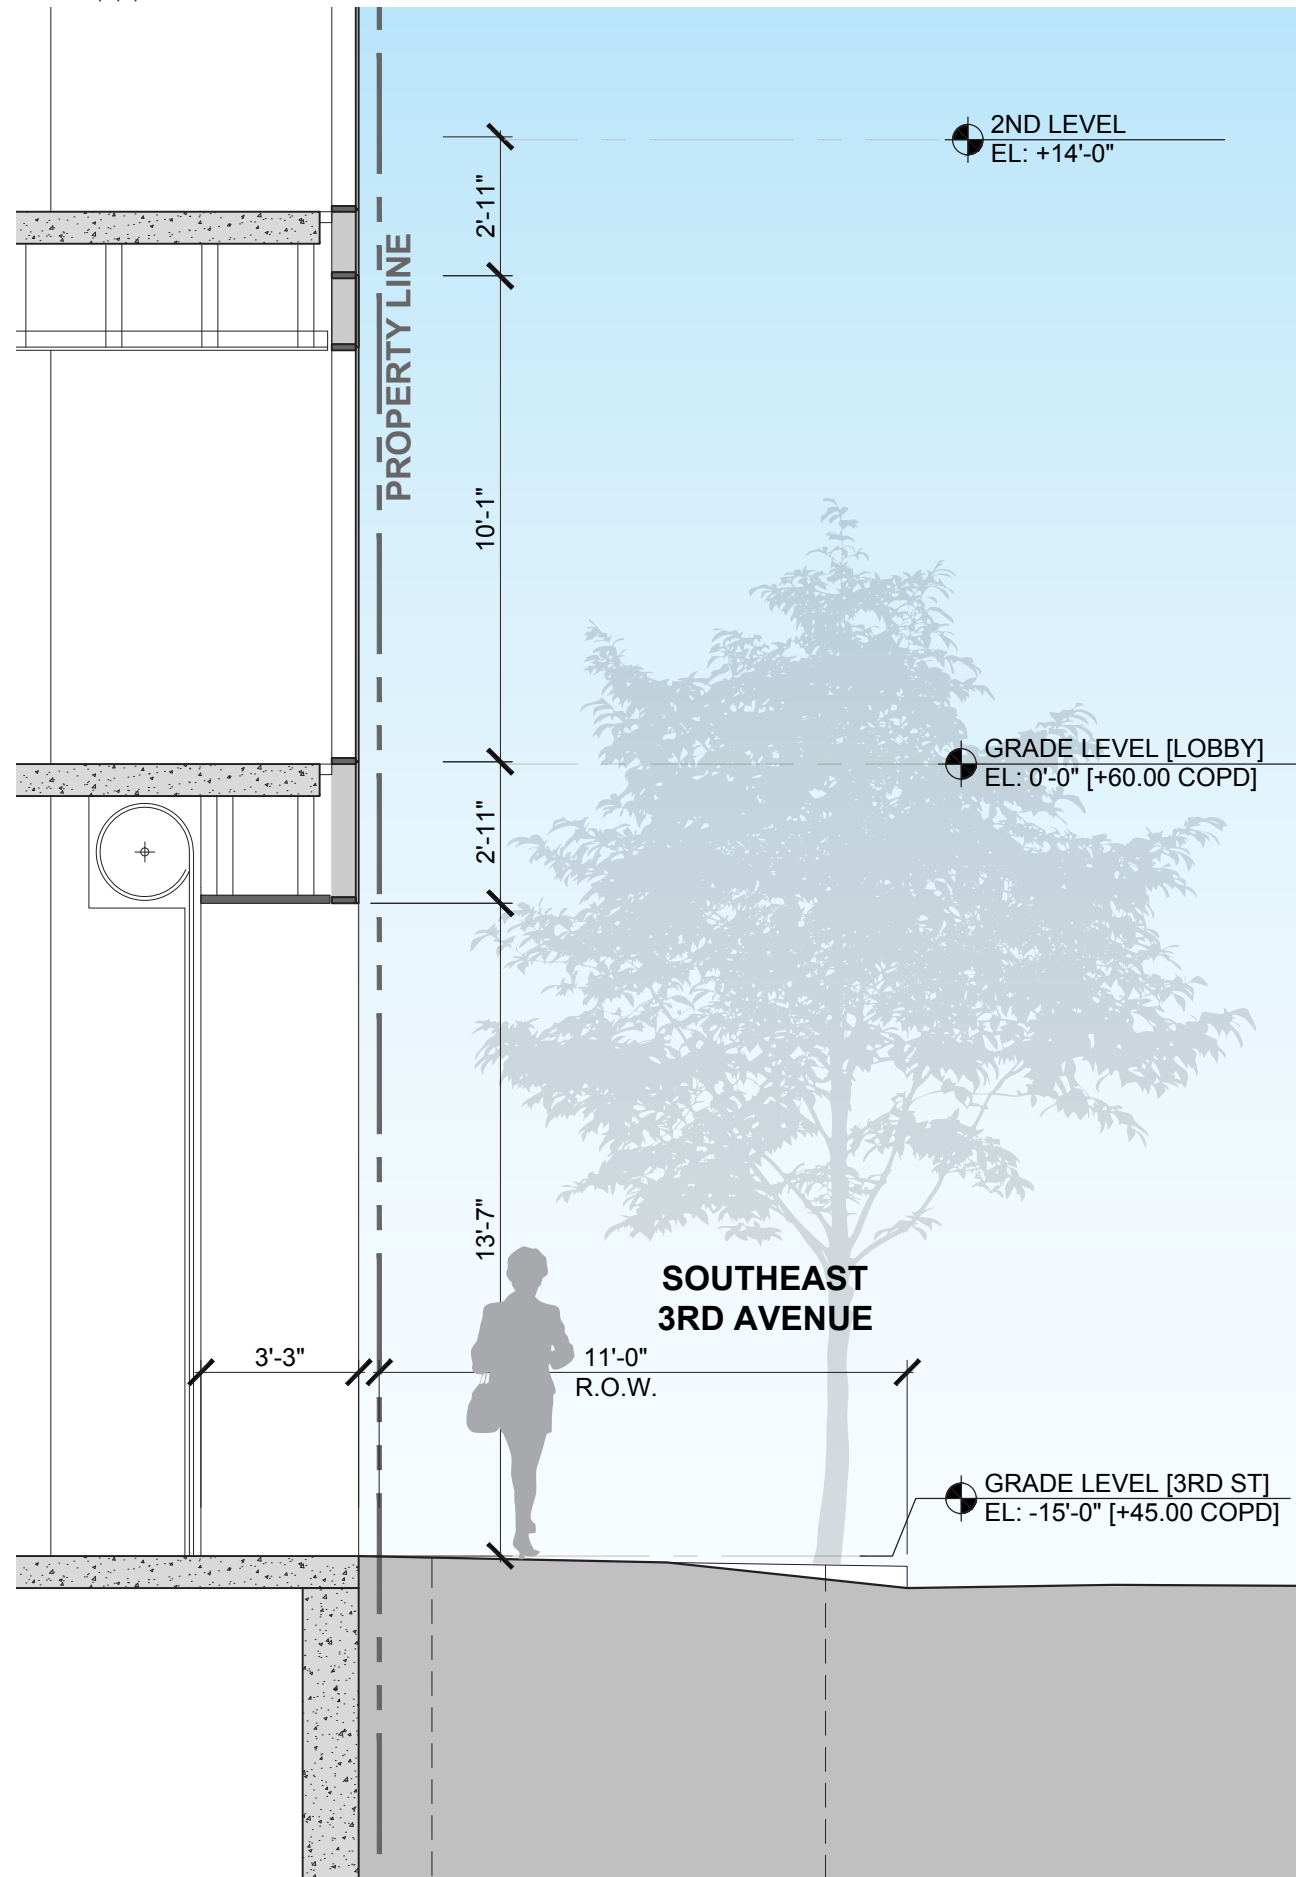 2ND LEVEL
EL: +14'-0"
2'-11"
PROPERTY LINE
10'-1"
GRADE LEVEL [LOBBY]
EL: 0'-0" [+60.00 COPD]
2'-11"
13'-7"
SOUTHEAST
3RD AVENUE
3'-3"
11'-0"
R.O.W.
GRADE LEVEL [3RD ST]
EL: -15'-0" [+45.00 COPD]